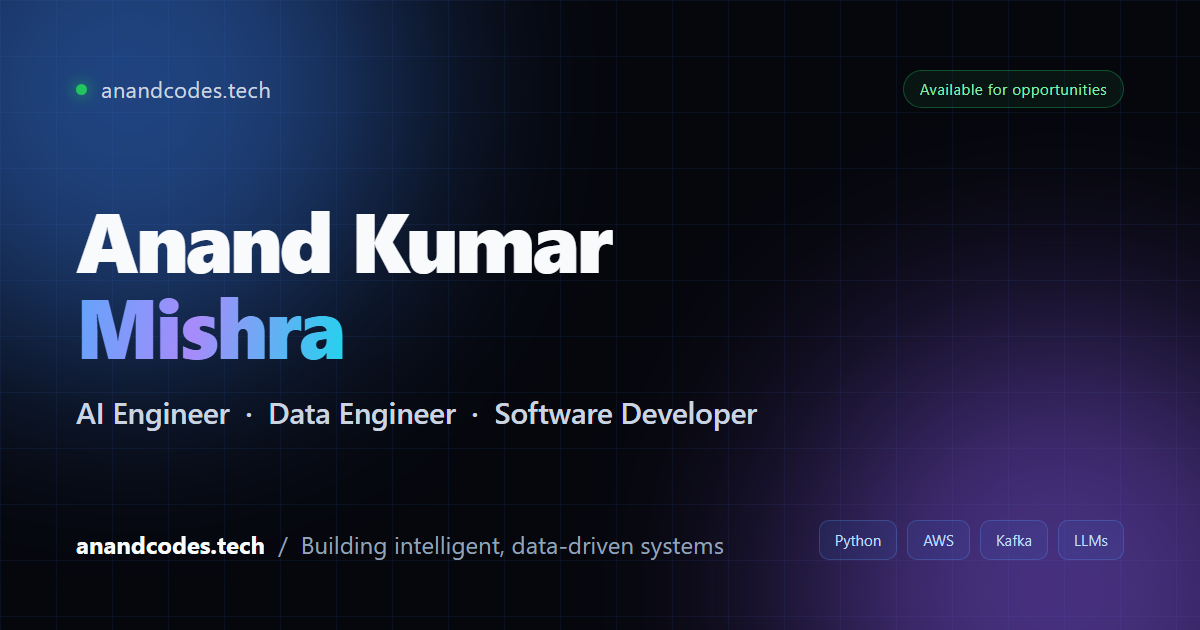 anandcodes.tech
Available for opportunities
Anand Kumar
Mishra
AI Engineer · Data Engineer · Software Developer
anandcodes.tech / Building intelligent, data-driven systems
Python AWS Kafka LLMs